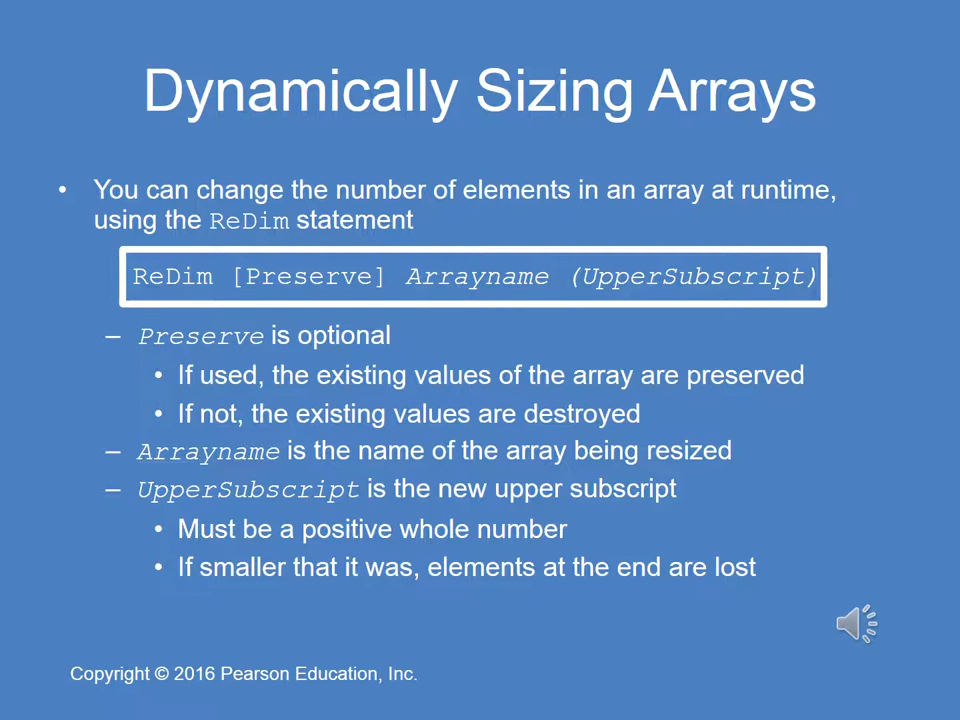 Dynamically Sizing Arrays
• You can change the number of elements in an array at runtime,
using the ReDim statement
ReDim [Preserve] Arrayname (UpperSubscript)
– Preserve is optional
• If used, the existing values of the array are preserved
• If not, the existing values are destroyed
– Arrayname is the name of the array being resized
– UpperSubscript is the new upper subscript
• Must be a positive whole number
• If smaller that it was, elements at the end are lost
Copyright © 2016 Pearson Education, Inc.